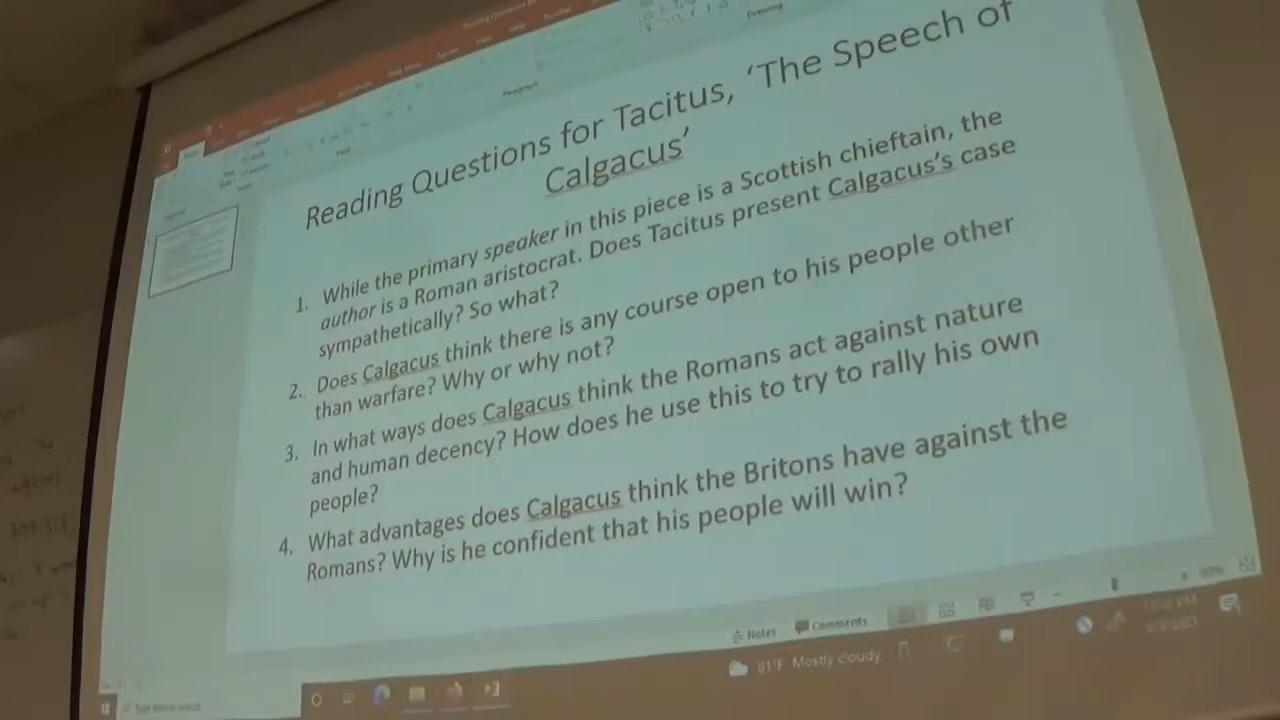 Reading Questions for Tacitus, ‘The Speech of
Calgacus’
1. While the primary speaker in this piece is a Scottish chieftain, the
author is a Roman aristocrat. Does Tacitus present Calgacus’s case
sympathetically? So what?
2. Does Calgacus think there is any course open to his people other
than warfare? Why or why not?
3. In what ways does Calgacus think the Romans act against nature
and human decency? How does he use this to try to rally his own
people?
4. What advantages does Calgacus think the Britons have against the
Romans? Why is he confident that his people will win?
Notes Comments
81°F Mostly cloudy